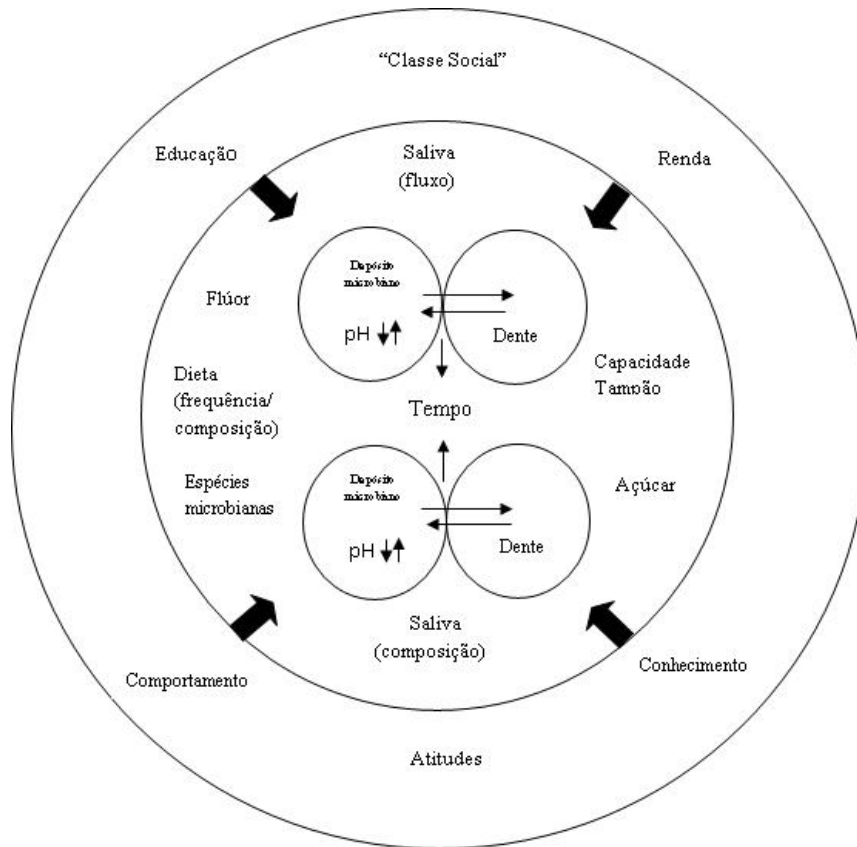 “Classe Social”
Educação
Saliva
(fluxo)
Renda
Depósito
microbiano
Flúor
pH
Dente
Capacidade
Tampão
Dieta
(frequência/
composição)
Tempo
Espécies
microbianas
Depósito
microbiano
Açúcar
pH
Dente
Saliva
(composição)
Comportamento
Conhecimento
Atitudes